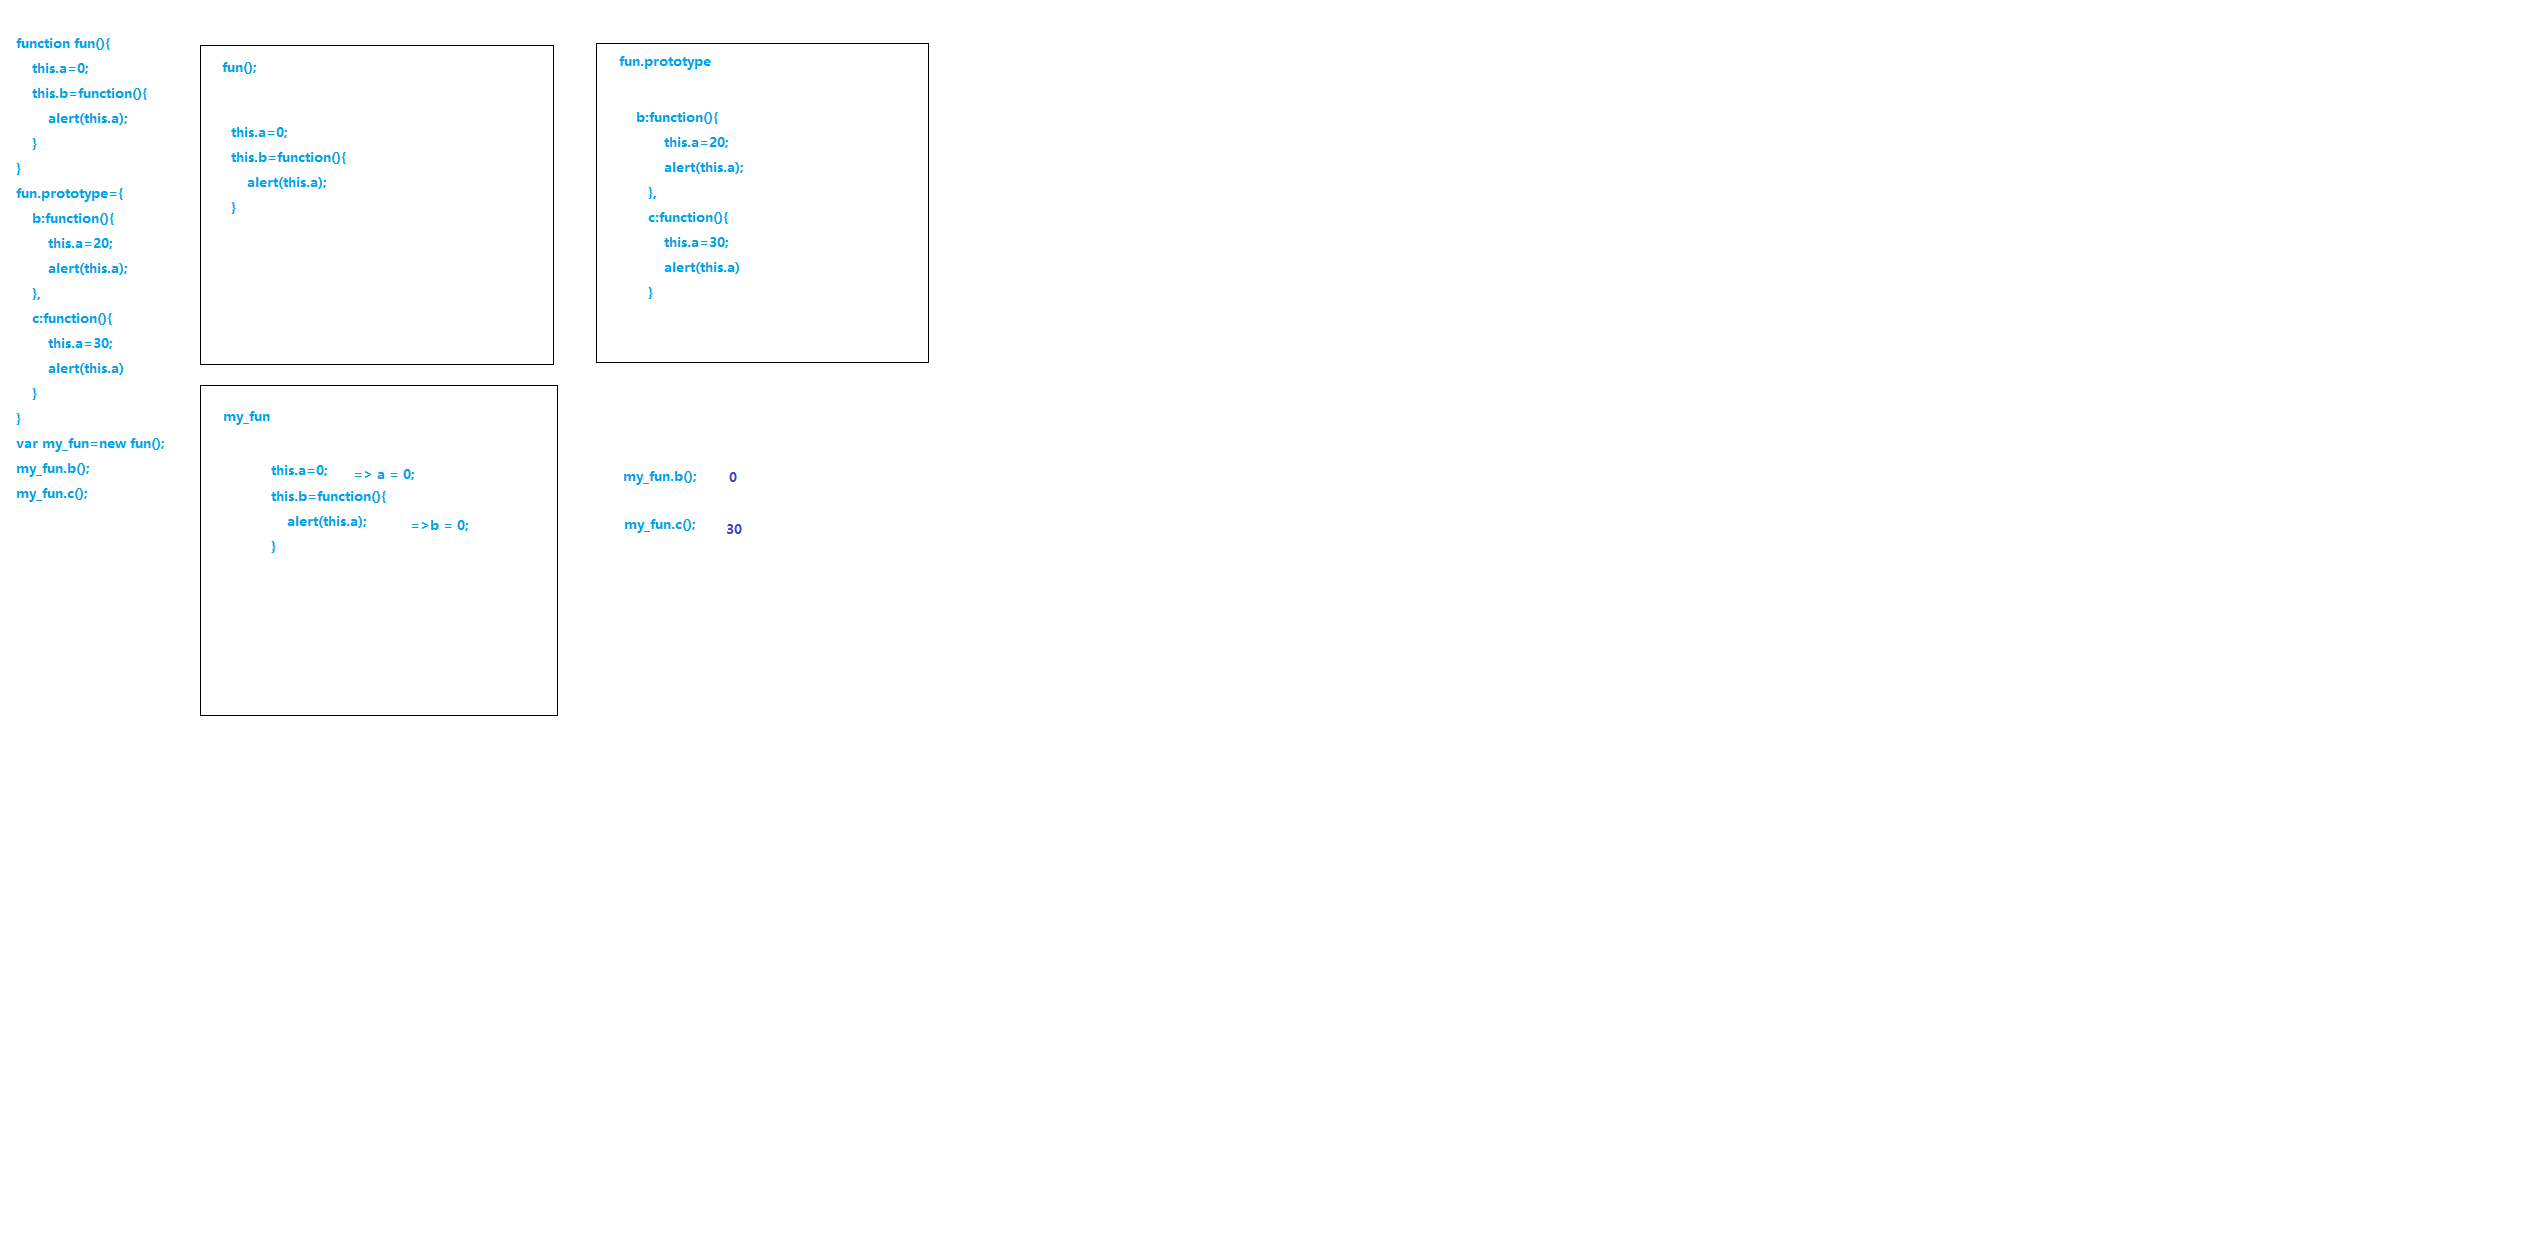 function fun(){
this.a=0;
this.b=function(){
alert(this.a);
}
}
fun.prototype={
b:function(){
this.a=20;
alert(this.a);
},
c:function(){
this.a=30;
alert(this.a)
}
}
var my_fun=new fun();
my_fun.b();
my_fun.c();
fun();
this.a=0;
this.b=function(){
alert(this.a);
}
fun.prototype
b:function(){
this.a=20;
alert(this.a);
},
c:function(){
this.a=30;
alert(this.a)
}
my_fun
this.a=0; => a = 0;
this.b=function(){
alert(this.a); =>b = 0;
}
my_fun.b(); 0
my_fun.c(); 30